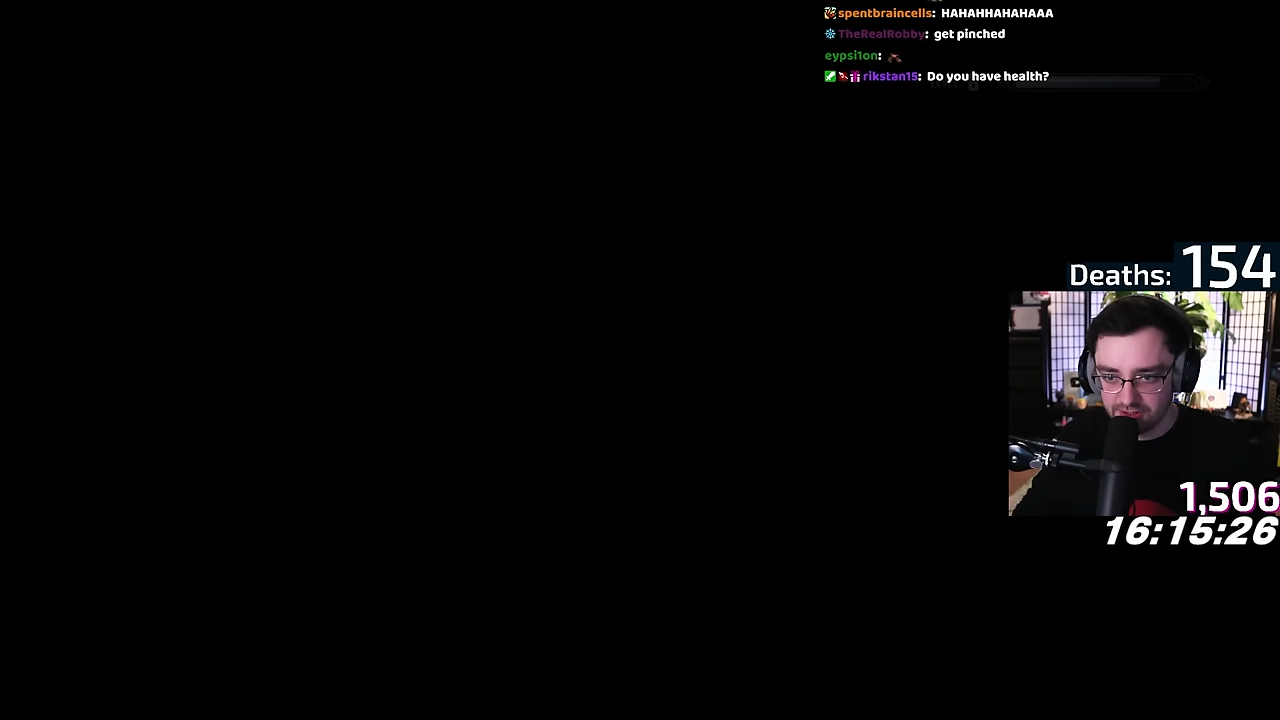 spentbraincells: HAHAHHAHAHAAA
TheRealRobby: get pinched
eypsi1on:
rikstan15: Do you have health?
Deaths: 154
1,506
16:15:26